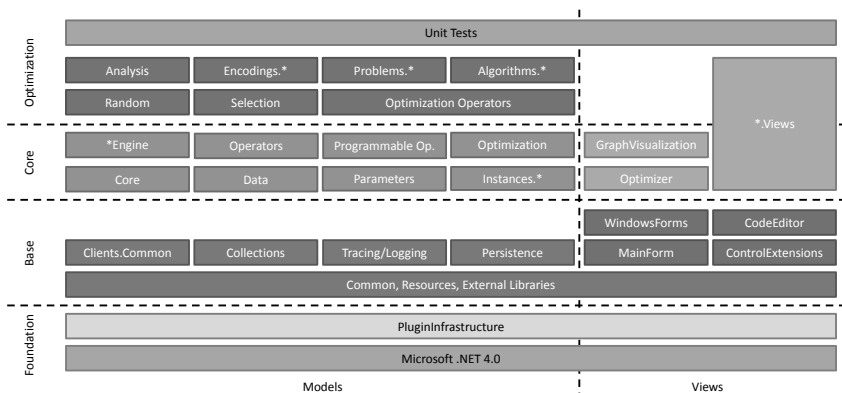 Optimization
Unit Tests
Analysis
Encodings.*
Problems.*
Algorithms.*
Random
Selection
Optimization Operators
*.Views
Core
*Engine
Operators
Programmable Op.
Optimization
GraphVisualization
Core
Data
Parameters
Instances.*
Optimizer
Base
WindowsForms
CodeEditor
Clients.Common
Collections
Tracing/Logging
Persistence
MainForm
ControlExtensions
Common, Resources, External Libraries
Foundation
PluginInfrastructure
Microsoft .NET 4.0
Models
Views